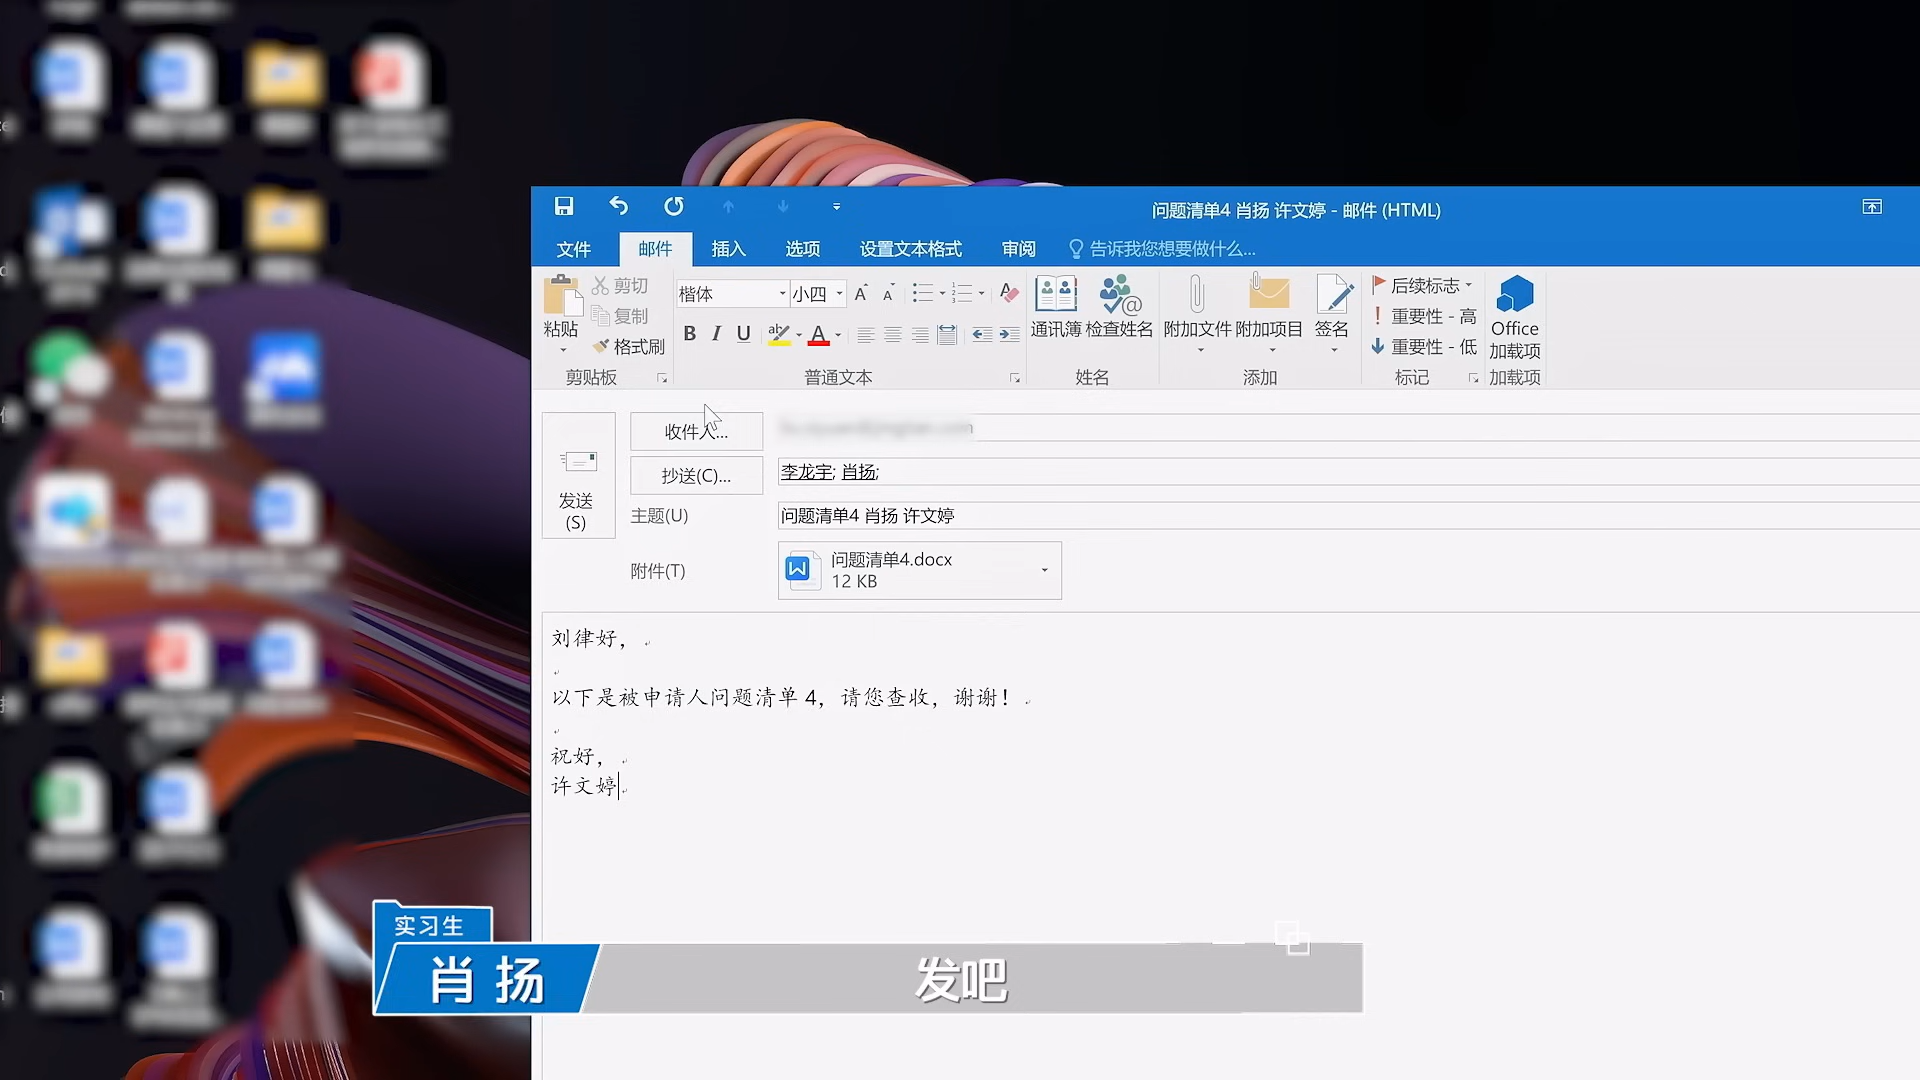 问题清单4 肖扬 许文婷 - 邮件 (HTML)
文件 邮件 插入 选项 设置文本格式 审阅 告诉我您想要做什么...
粘贴
剪切
复制
格式刷
剪贴板
楷体 小四
B I U
普通文本
通讯簿 检查姓名
姓名
附加文件 附加项目 签名
添加
后续标志
重要性 - 高
重要性 - 低
标记
Office
加载项
加载项
发送
(S)
收件人...
抄送(C)...
李龙宇; 肖扬;
主题(U)
问题清单4 肖扬 许文婷
附件(T)
问题清单4.docx
12 KB
刘律好，
以下是被申请人问题清单 4，请您查收，谢谢！
祝好，
许文婷
实习生
肖扬
发吧